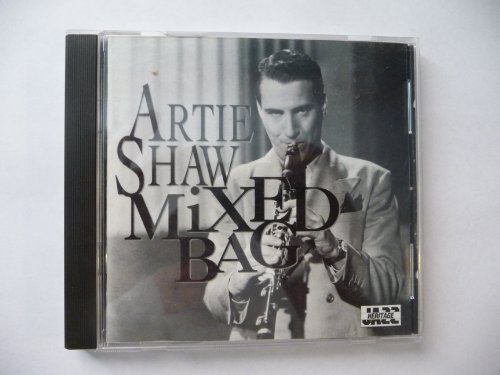 ARTIE
SHAW
MiXED
BAG
JAZZ
HERITAGE